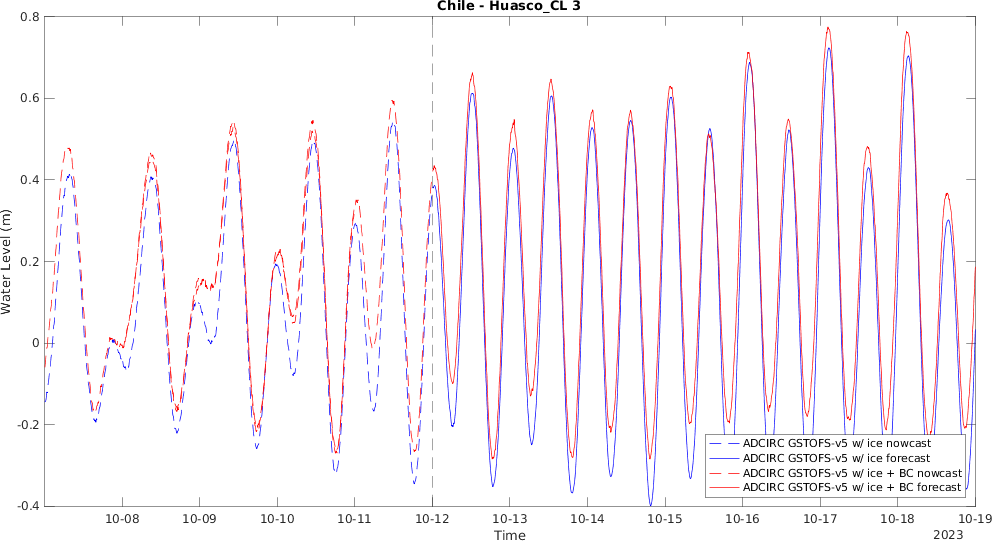 Chile - Huasco_CL 3
0.8
0.6
0.4
0.2
0
-0.2
-0.4
Water Level (m)
10-08 10-09 10-10 10-11 10-12 10-13 10-14 10-15 10-16 10-17 10-18 10-19
Time
2023
ADCIRC GSTOFS-v5 w/ ice nowcast
ADCIRC GSTOFS-v5 w/ ice forecast
ADCIRC GSTOFS-v5 w/ ice + BC nowcast
ADCIRC GSTOFS-v5 w/ ice + BC forecast